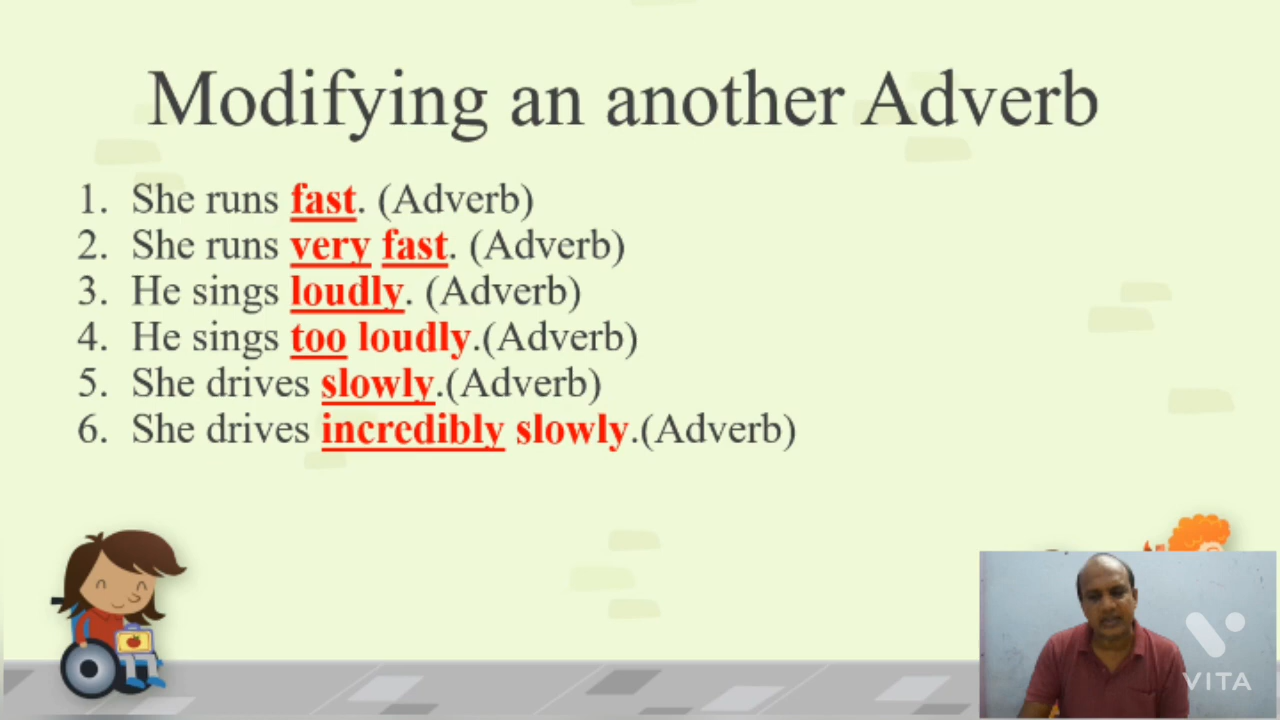 Modifying an another Adverb
1. She runs fast. (Adverb)
2. She runs very fast. (Adverb)
3. He sings loudly. (Adverb)
4. He sings too loudly.(Adverb)
5. She drives slowly.(Adverb)
6. She drives incredibly slowly.(Adverb)
VITA